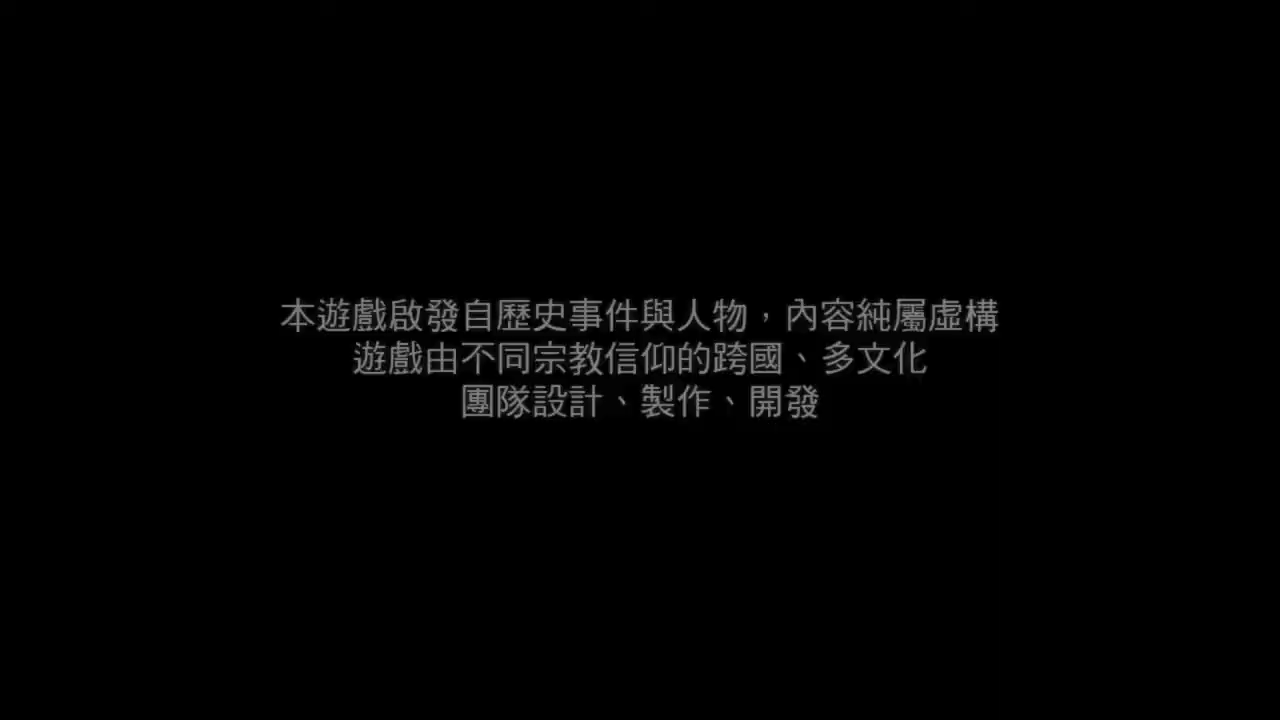 本遊戲啟發自歷史事件與人物，內容純屬虛構
遊戲由不同宗教信仰的跨國、多文化
團隊設計、製作、開發